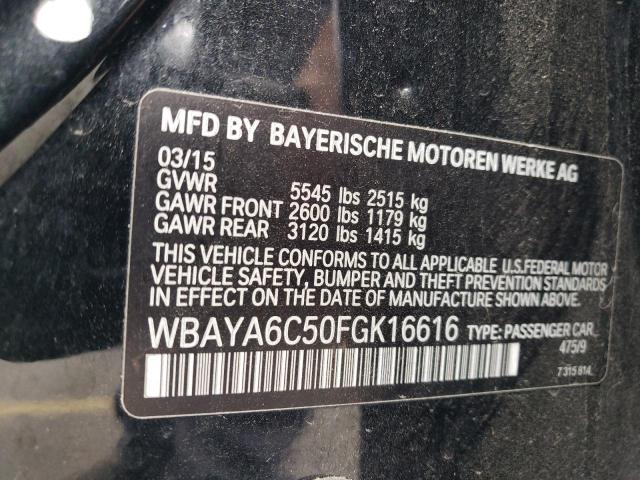 MFD BY BAYERISCHE MOTOREN WERKE AG
03/15
GVWR 5545 lbs 2515 kg
GAWR FRONT 2600 lbs 1179 kg
GAWR REAR 3120 lbs 1415 kg
THIS VEHICLE CONFORMS TO ALL APPLICABLE U.S.FEDERAL MOTOR
VEHICLE SAFETY, BUMPER AND THEFT PREVENTION STANDARDS
IN EFFECT ON THE DATE OF MANUFACTURE SHOWN ABOVE.
WBAYA6C50FGK16616 TYPE: PASSENGER CAR
475/9
7 315 814